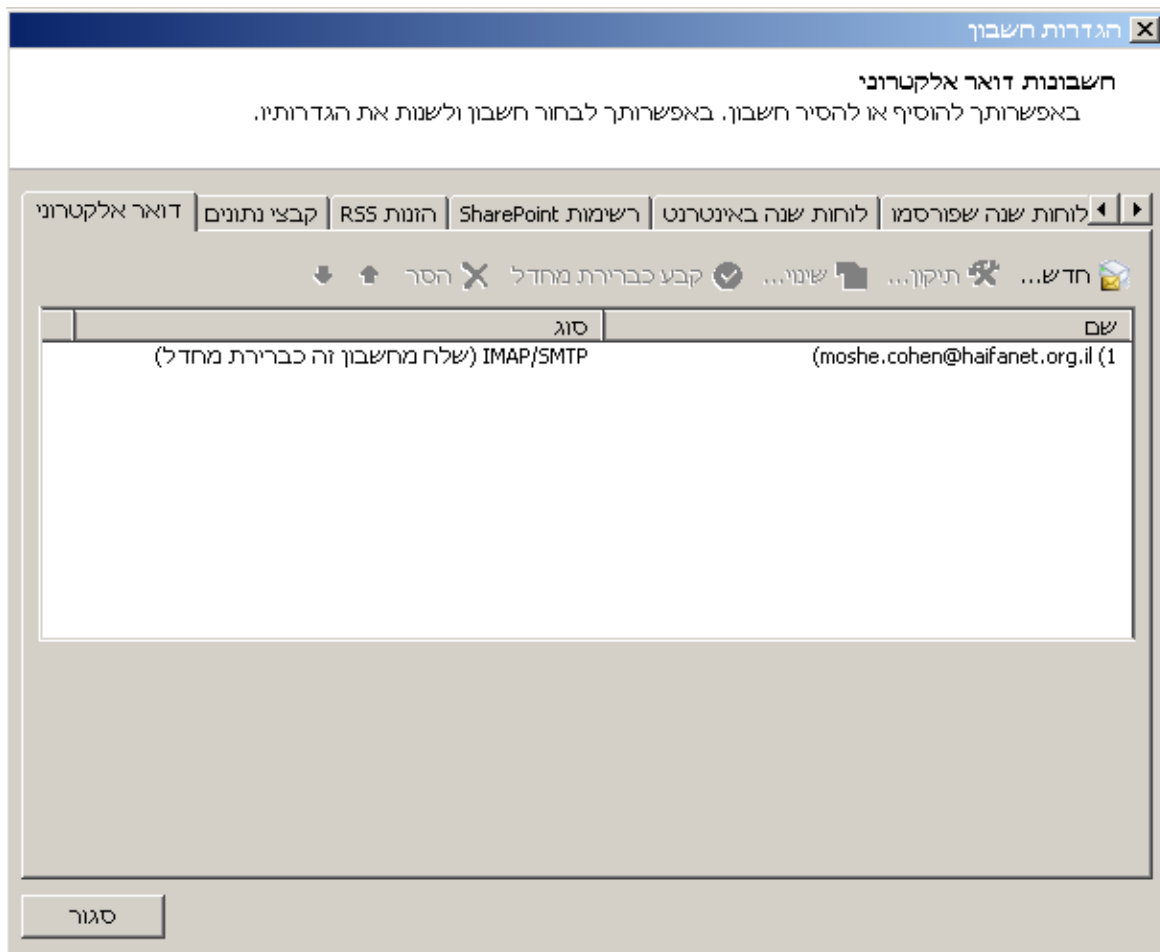 הגדרות חשבון
חשבונות דואר אלקטרוני
באפשרותך להוסיף או להסיר חשבון. באפשרותך לבחור חשבון ולשנות את הגדרותיו.
דואר אלקטרוני | קבצי נתונים | הזנות RSS | רשימות SharePoint | לוחות שנה באינטרנט | לוחות שנה שפורסמו
חדש... תיקון... שינוי... קבע כברירת מחדל הסר
שם סוג
(moshe.cohen@haifanet.org.il (1 IMAP/SMTP (שלח מחשבון זה כברירת מחדל)
סגור